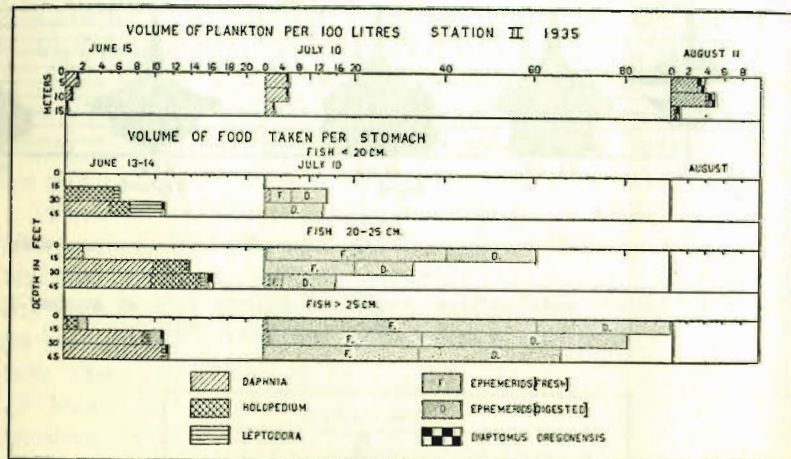 VOLUME OF PLANKTON PER 100 LITRES STATION II 1935
JUNE 15 JULY 10 AUGUST 11
0 2 4 6 8 10 12 14 16 18 20 0 2 4 6 8 10 12 14 20 40 60 80 0 2 4 6 8
METERS
0
5
10
15
VOLUME OF FOOD TAKEN PER STOMACH
FISH < 20 CM.
JUNE 13-14 JULY 10 AUGUST
DEPTH IN FEET
0
15 F. D.
30 D.
45
FISH 20-25 CM.
0 F. D.
15 F. D.
30 F. D.
45
FISH > 25 CM.
0 F. D.
15 F. D.
30 F. D.
45
DAPHNIA F. EPHEMERIDS [FRESH]
HOLOPEDIUM D. EPHEMERIDS [DIGESTED]
LEPTODORA DIAPTOMUS OREGONENSIS